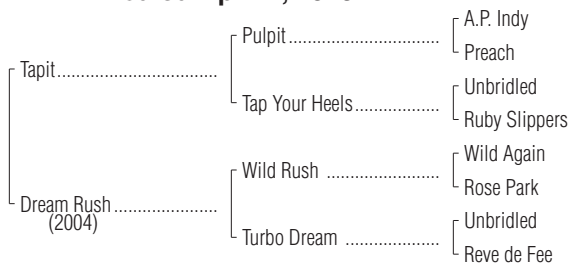 A.P. Indy
Pulpit
Preach
Tapit
Unbridled
Tap Your Heels
Ruby Slippers
Wild Again
Wild Rush
Rose Park
Dream Rush
(2004)
Unbridled
Turbo Dream
Reve de Fee